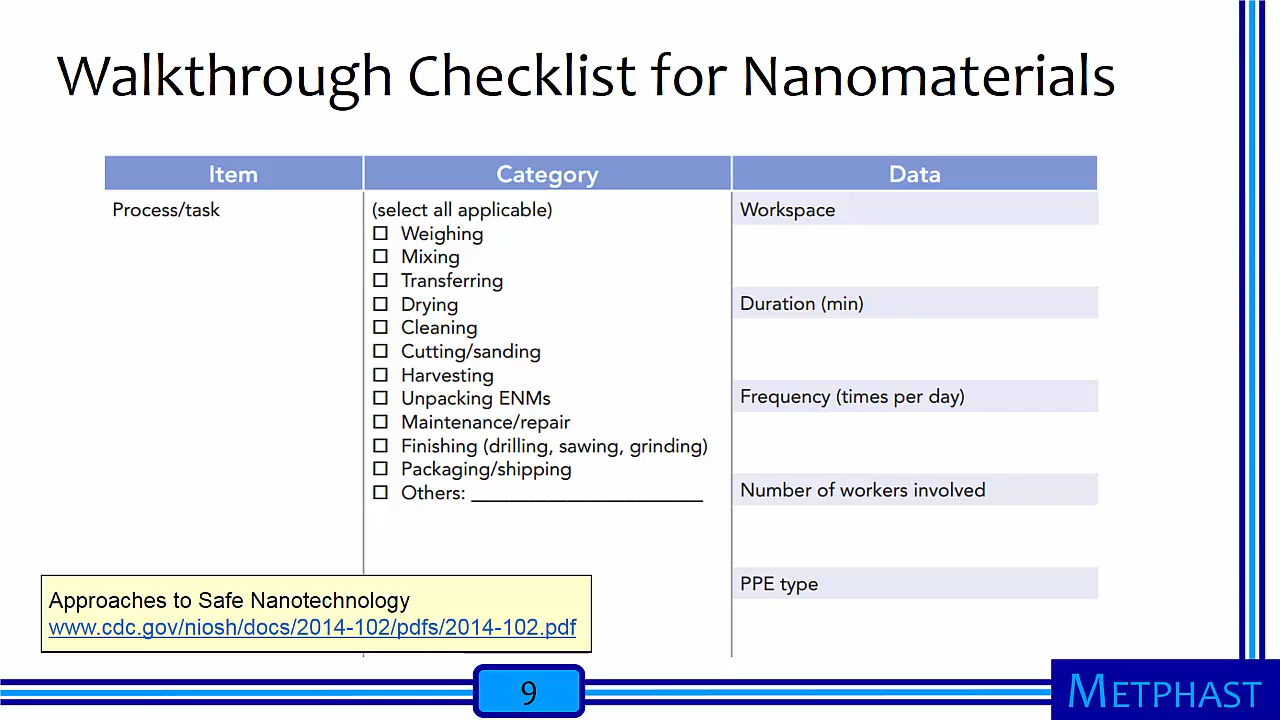 Walkthrough Checklist for Nanomaterials
Item
Category
Data
Process/task
(select all applicable)
Weighing
Mixing
Transferring
Drying
Cleaning
Cutting/sanding
Harvesting
Unpacking ENMs
Maintenance/repair
Finishing (drilling, sawing, grinding)
Packaging/shipping
Others: ______________________
Workspace
Duration (min)
Frequency (times per day)
Number of workers involved
PPE type
Approaches to Safe Nanotechnology
www.cdc.gov/niosh/docs/2014-102/pdfs/2014-102.pdf
9
METPHAST